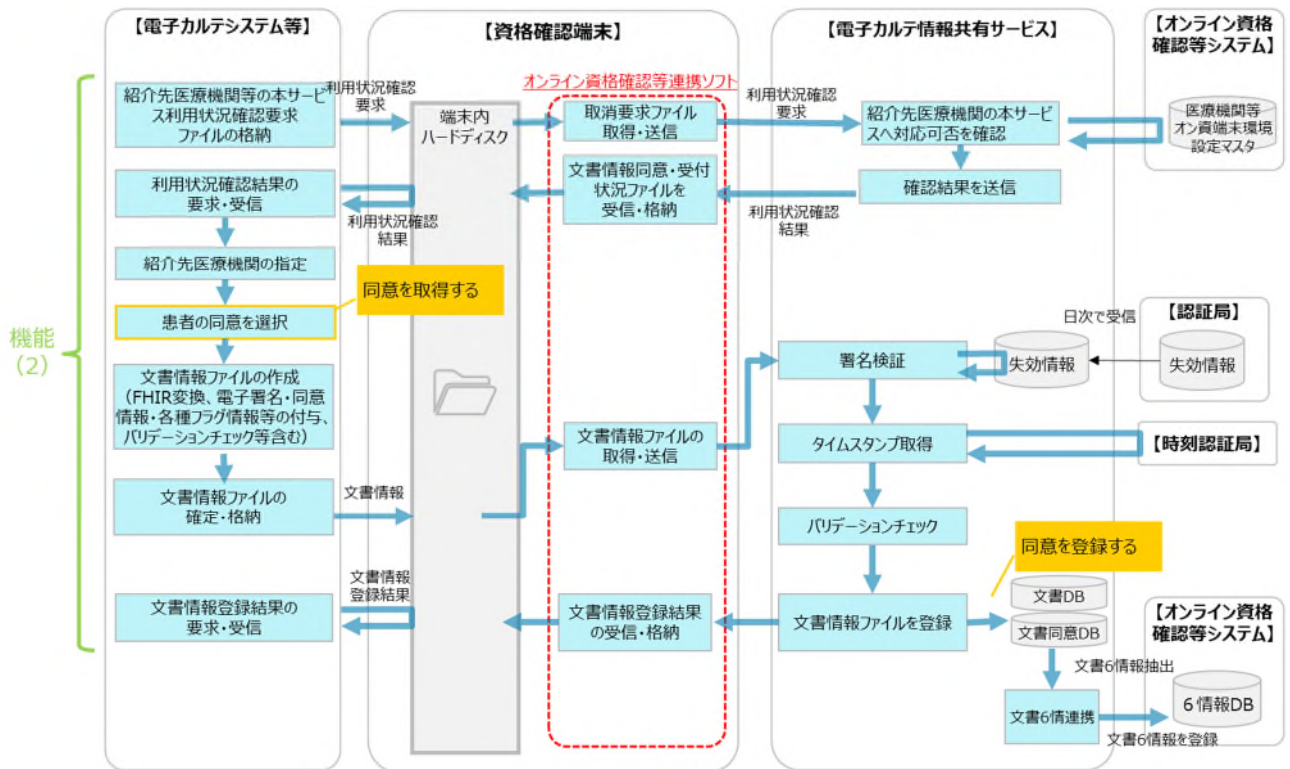 【電子カルテシステム等】
【資格確認端末】
【電子カルテ情報共有サービス】
【オンライン資格
確認等システム】
機能
（2）
紹介先医療機関等の本サービ
ス利用状況確認要求
ファイルの格納
利用状況確認
要求
端末内
ハードディスク
オンライン資格確認等連携ソフト
取消要求ファイル
取得・送信
利用状況確認
要求
紹介先医療機関の本サービ
スへ対応可否を確認
医療機関等
オン資端末環境
設定マスタ
利用状況確認結果の
要求・受信
利用状況確認
結果
文書情報同意・受付
状況ファイルを
受信・格納
利用状況確認
結果
確認結果を送信
紹介先医療機関の指定
同意を取得する
患者の同意を選択
文書情報ファイルの作成
（FHIR変換、電子署名・同意
情報・各種フラグ情報等の付与、
バリデーションチェック等含む）
署名検証
失効情報
日次で受信
【認証局】
失効情報
文書情報ファイルの
取得・送信
タイムスタンプ取得
【時刻認証局】
文書情報ファイルの
確定・格納
文書情報
バリデーションチェック
同意を登録する
文書情報登録結果の
要求・受信
文書情報
登録結果
文書情報登録結果
の受信・格納
文書情報ファイルを登録
文書DB
文書同意DB
文書6情報抽出
文書6情連携
文書6情報を登録
【オンライン資格
確認等システム】
６情報DB